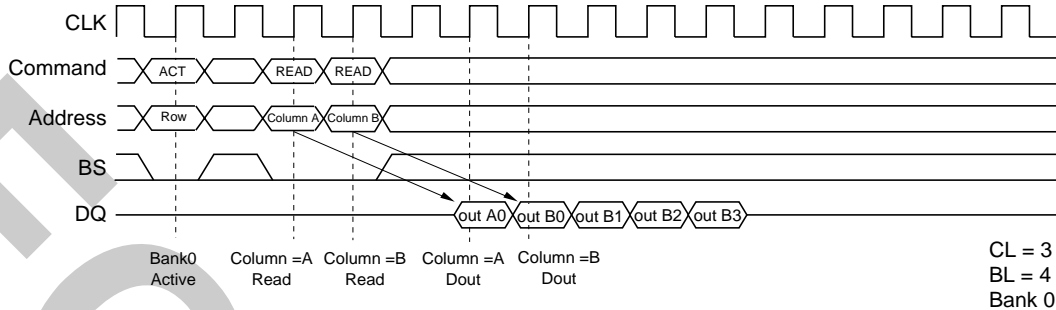 CLK
Command ACT READ READ
Address Row Column A Column B
BS
DQ out A0 out B0 out B1 out B2 out B3
Bank0 Column =A Column =B Column =A Column =B
Active Read Read Dout Dout
CL = 3
BL = 4
Bank 0